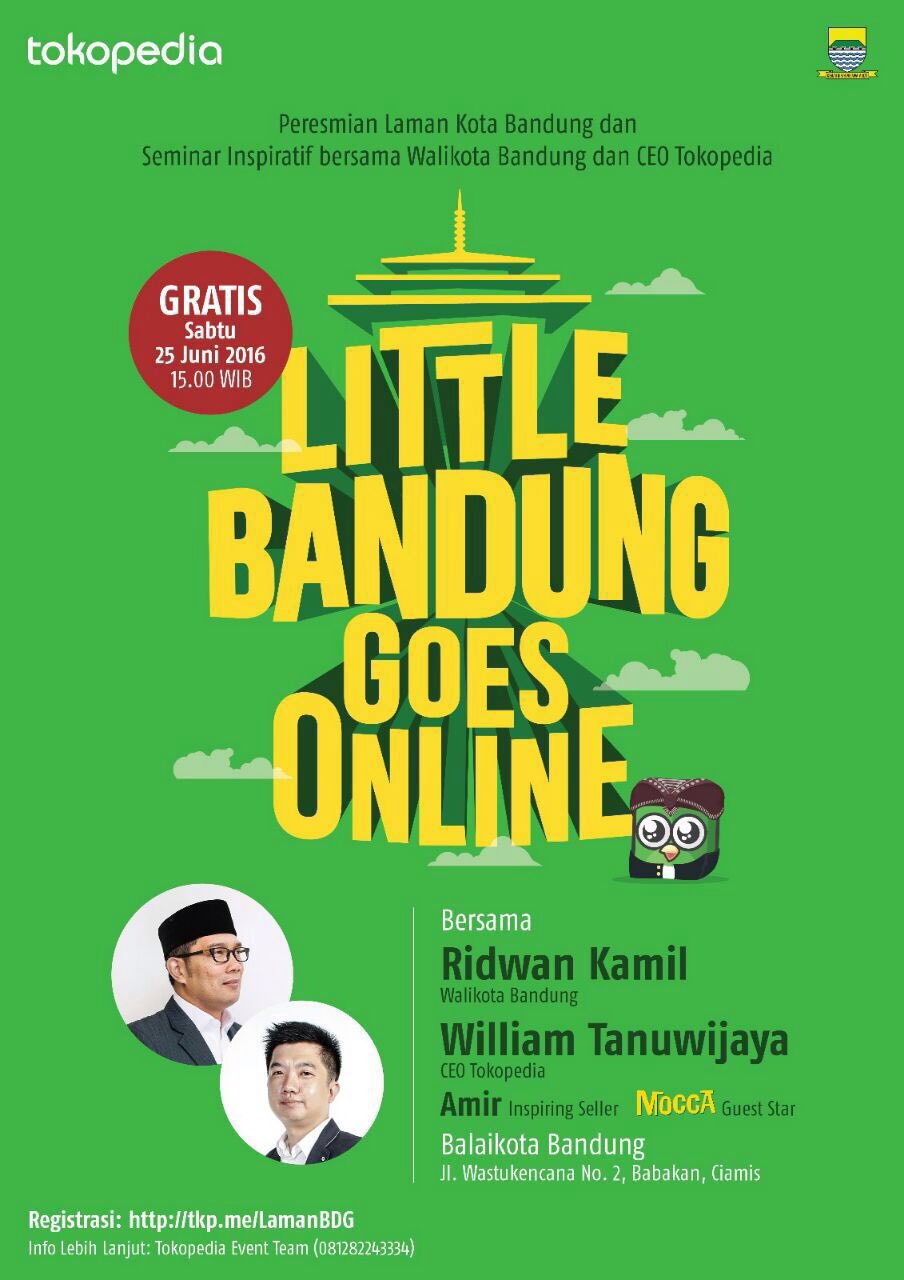 tokopedia
Peresmian Laman Kota Bandung dan
Seminar Inspiratif bersama Walikota Bandung dan CEO Tokopedia
GRATIS
Sabtu
25 Juni 2016
15.00 WIB
LITTLE
BANDUNG
GOES
ONLINE
Bersama
Ridwan Kamil
Walikota Bandung
William Tanuwijaya
CEO Tokopedia
Amir Inspiring Seller MOCCA Guest Star
Balaikota Bandung
Jl. Wastukencana No. 2, Babakan, Ciamis
Registrasi: http://tkp.me/LamanBDG
Info Lebih Lanjut: Tokopedia Event Team (081282243334)